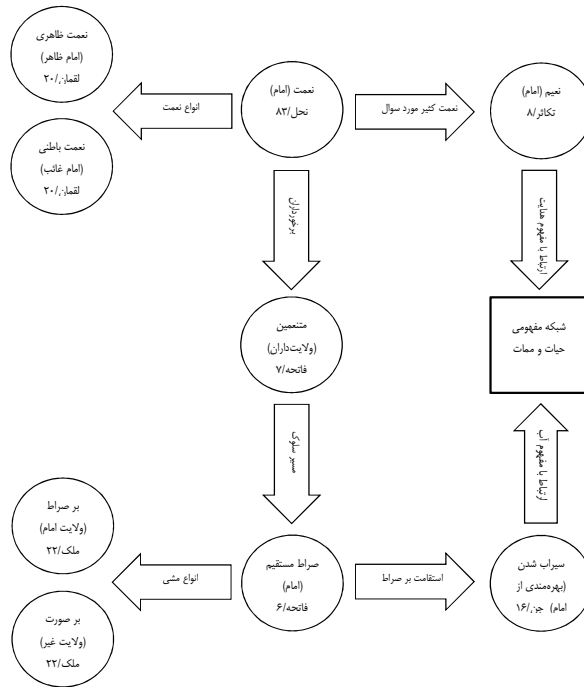 نعیم (امام)
تکاثر/۸
نعمت کثیر مورد سوال
نعمت (امام)
نحل/۸۳
انواع نعمت
نعمت ظاهری
(امام ظاهر)
لقمان/۲۰
نعمت باطنی
(امام غائب)
لقمان/۲۰
ارتباط با مفهوم هدایت
برخورداران
شبکه مفهومی
حیات و ممات
متنعمین
(ولایت‌داران)
فاتحه/۷
ارتباط با مفهوم آب
مسیر سلوک
سیراب شدن
(بهره‌مندی از
امام) جن/۱۶
استقامت بر صراط
صراط مستقیم
(امام)
فاتحه/۶
انواع مشی
بر صراط
(ولایت امام)
ملک/۲۲
بر صورت
(ولایت غیر)
ملک/۲۲